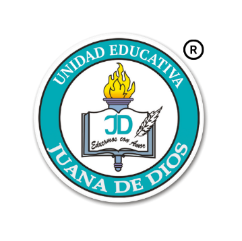 UNIDAD EDUCATIVA
®
JD
Educamos con Amor
JUANA DE DIOS